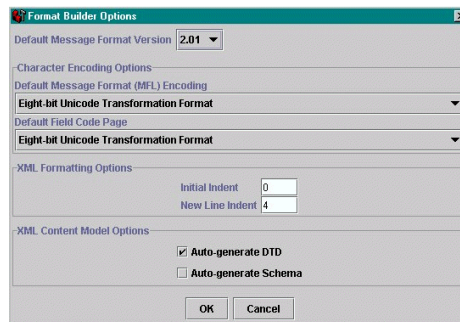 Format Builder Options
Default Message Format Version 2.01
Character Encoding Options
Default Message Format (MFL) Encoding
Eight-bit Unicode Transformation Format
Default Field Code Page
Eight-bit Unicode Transformation Format
XML Formatting Options
Initial Indent 0
New Line Indent 4
XML Content Model Options
Auto-generate DTD
Auto-generate Schema
OK Cancel